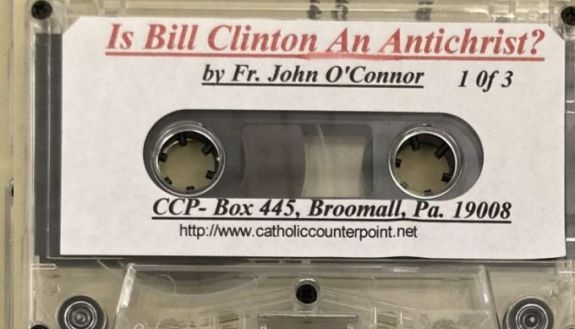 Is Bill Clinton An Antichrist?
by Fr. John O'Connor 1 0f 3
CCP- Box 445, Broomall, Pa. 19008
http://www.catholiccounterpoint.net